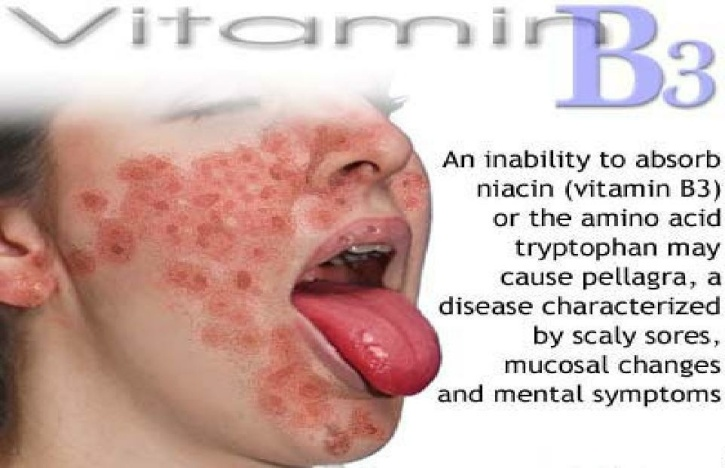 Vitamin B3
An inability to absorb
niacin (vitamin B3)
or the amino acid
tryptophan may
cause pellagra, a
disease characterized
by scaly sores,
mucosal changes
and mental symptoms